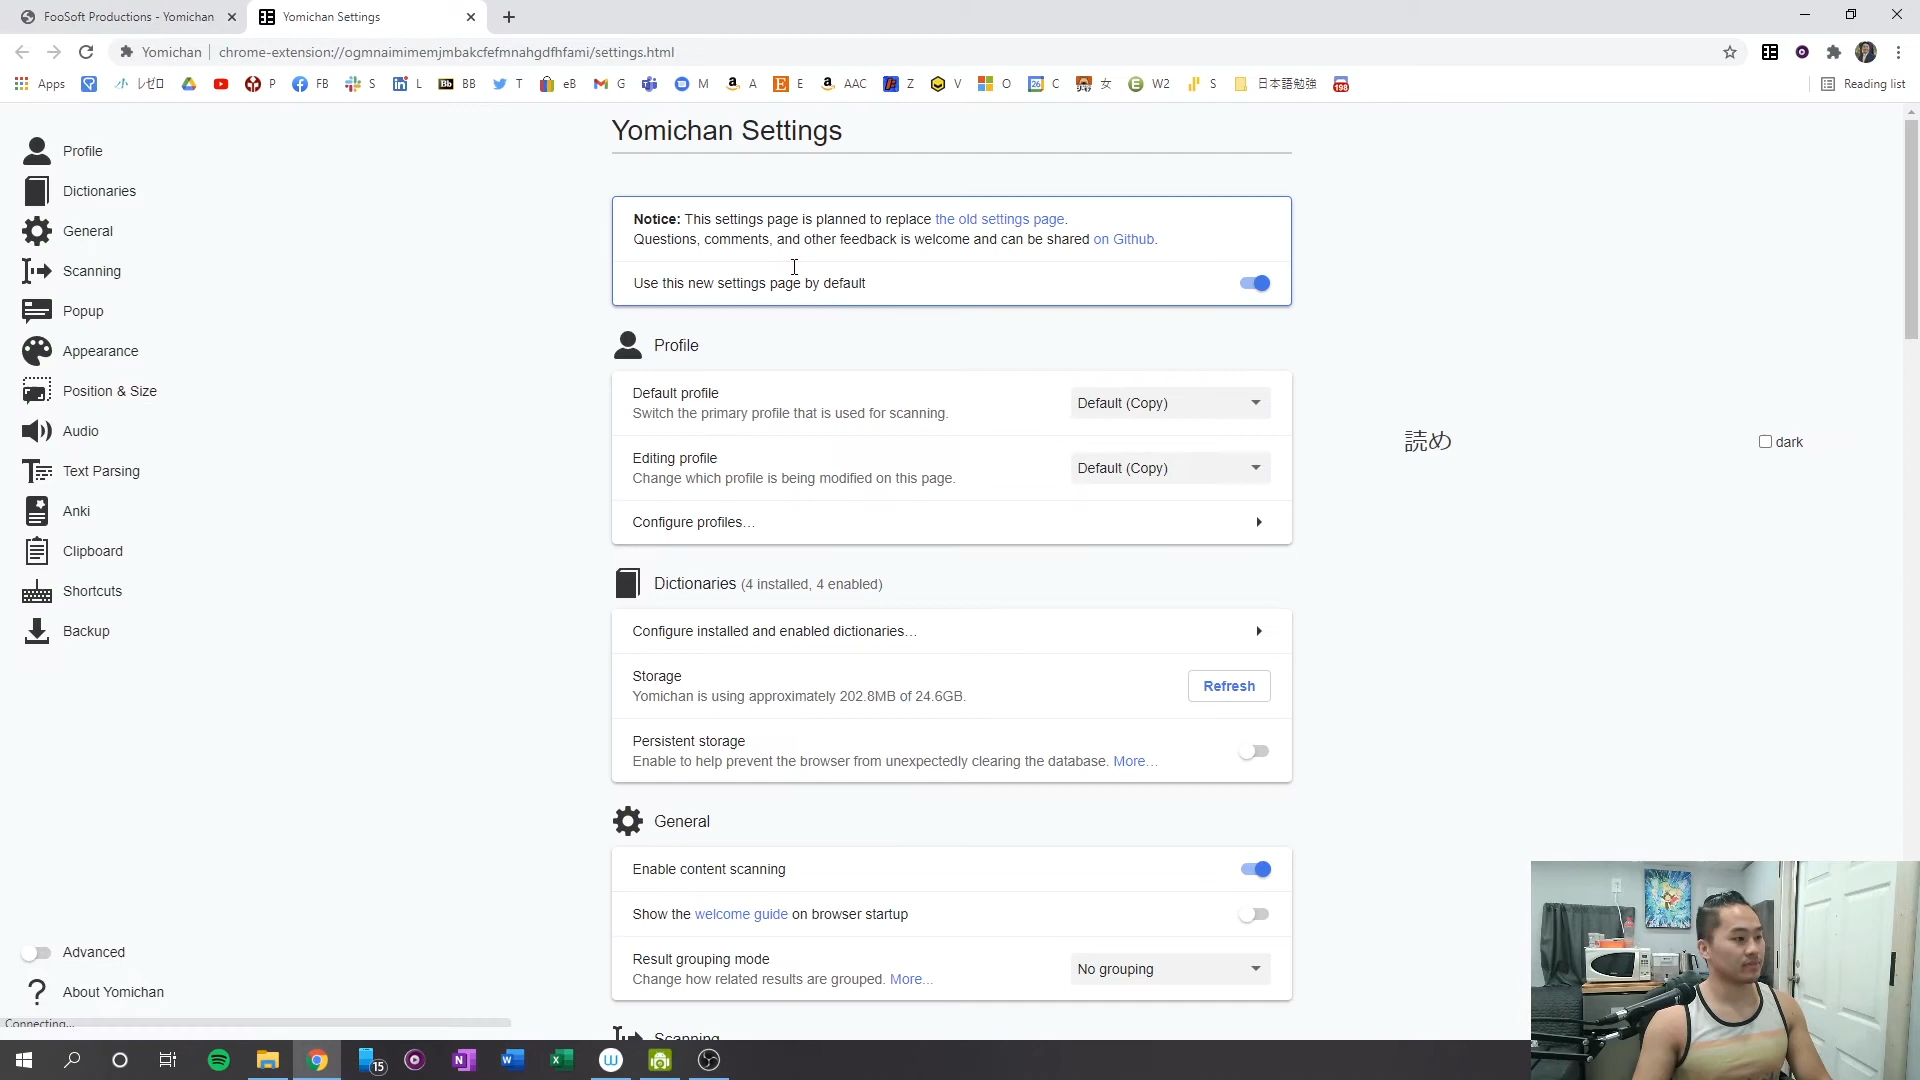 FooSoft Productions - Yomichan
Yomichan Settings
Yomichan
chrome-extension://ogmnaimimemjmbakcfefmnahgdfhfami/settings.html
Apps
P
FB
S
L
BB
T
eB
G
M
A
E
AAC
Z
V
O
C
女
W2
S
日本語勉強
Reading list
Yomichan Settings
Profile
Dictionaries
General
Scanning
Popup
Appearance
Position & Size
Audio
Text Parsing
Anki
Clipboard
Shortcuts
Backup
Advanced
About Yomichan
Connecting...
Notice: This settings page is planned to replace the old settings page.
Questions, comments, and other feedback is welcome and can be shared on Github.
Use this new settings page by default
Profile
Default profile
Switch the primary profile that is used for scanning.
Default (Copy)
Editing profile
Change which profile is being modified on this page.
Default (Copy)
Configure profiles…
Dictionaries (4 installed, 4 enabled)
Configure installed and enabled dictionaries…
Storage
Yomichan is using approximately 202.8MB of 24.6GB.
Refresh
Persistent storage
Enable to help prevent the browser from unexpectedly clearing the database. More…
General
Enable content scanning
Show the welcome guide on browser startup
Result grouping mode
Change how related results are grouped. More...
No grouping
Scanning
読め
dark
15